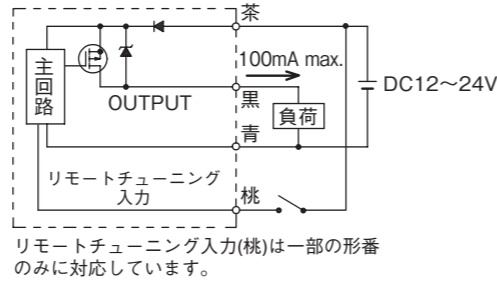 茶
100mA max.
主回路
OUTPUT
黒
負荷
DC12～24V
青
リモートチューニング
入力
桃
リモートチューニング入力(桃)は一部の形番
のみに対応しています。